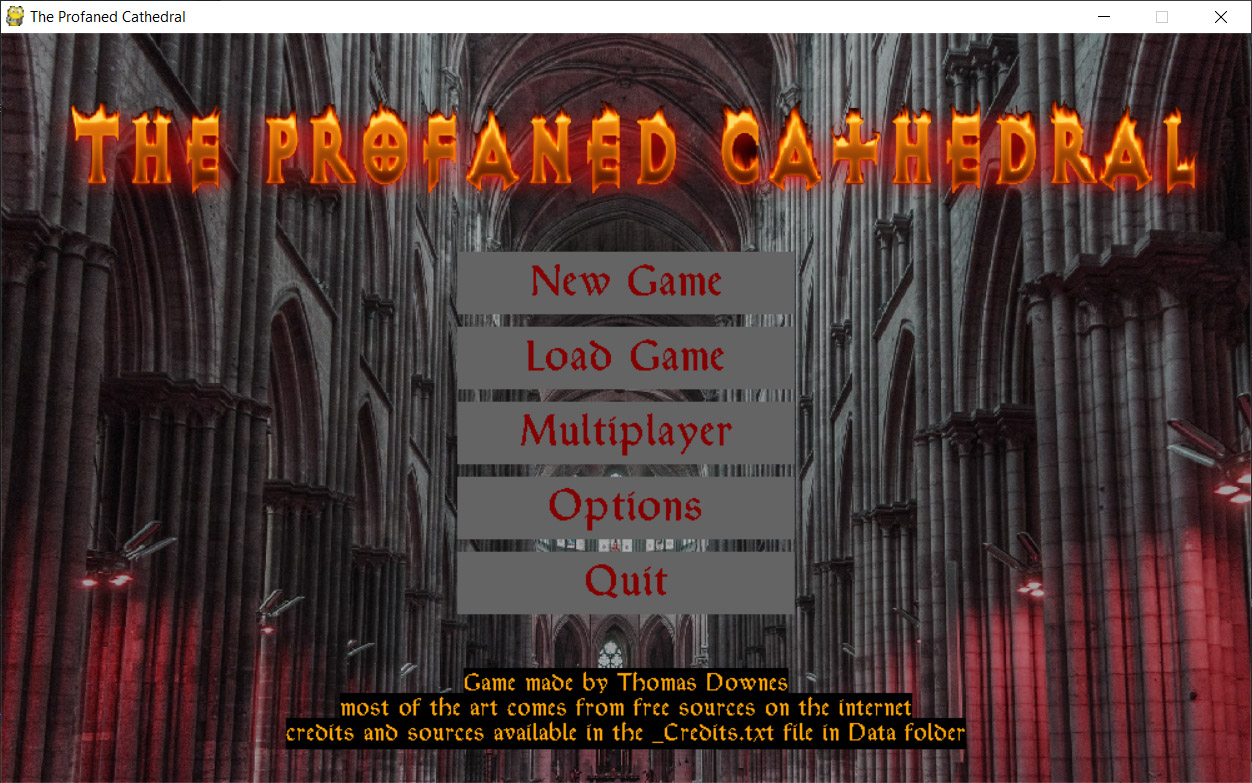 The Profaned Cathedral
THE PROFANED CATHEDRAL
New Game
Load Game
Multiplayer
Options
Quit
Game made by Thomas Downes
most of the art comes from free sources on the internet
credits and sources available in the _Credits.txt file in Data folder